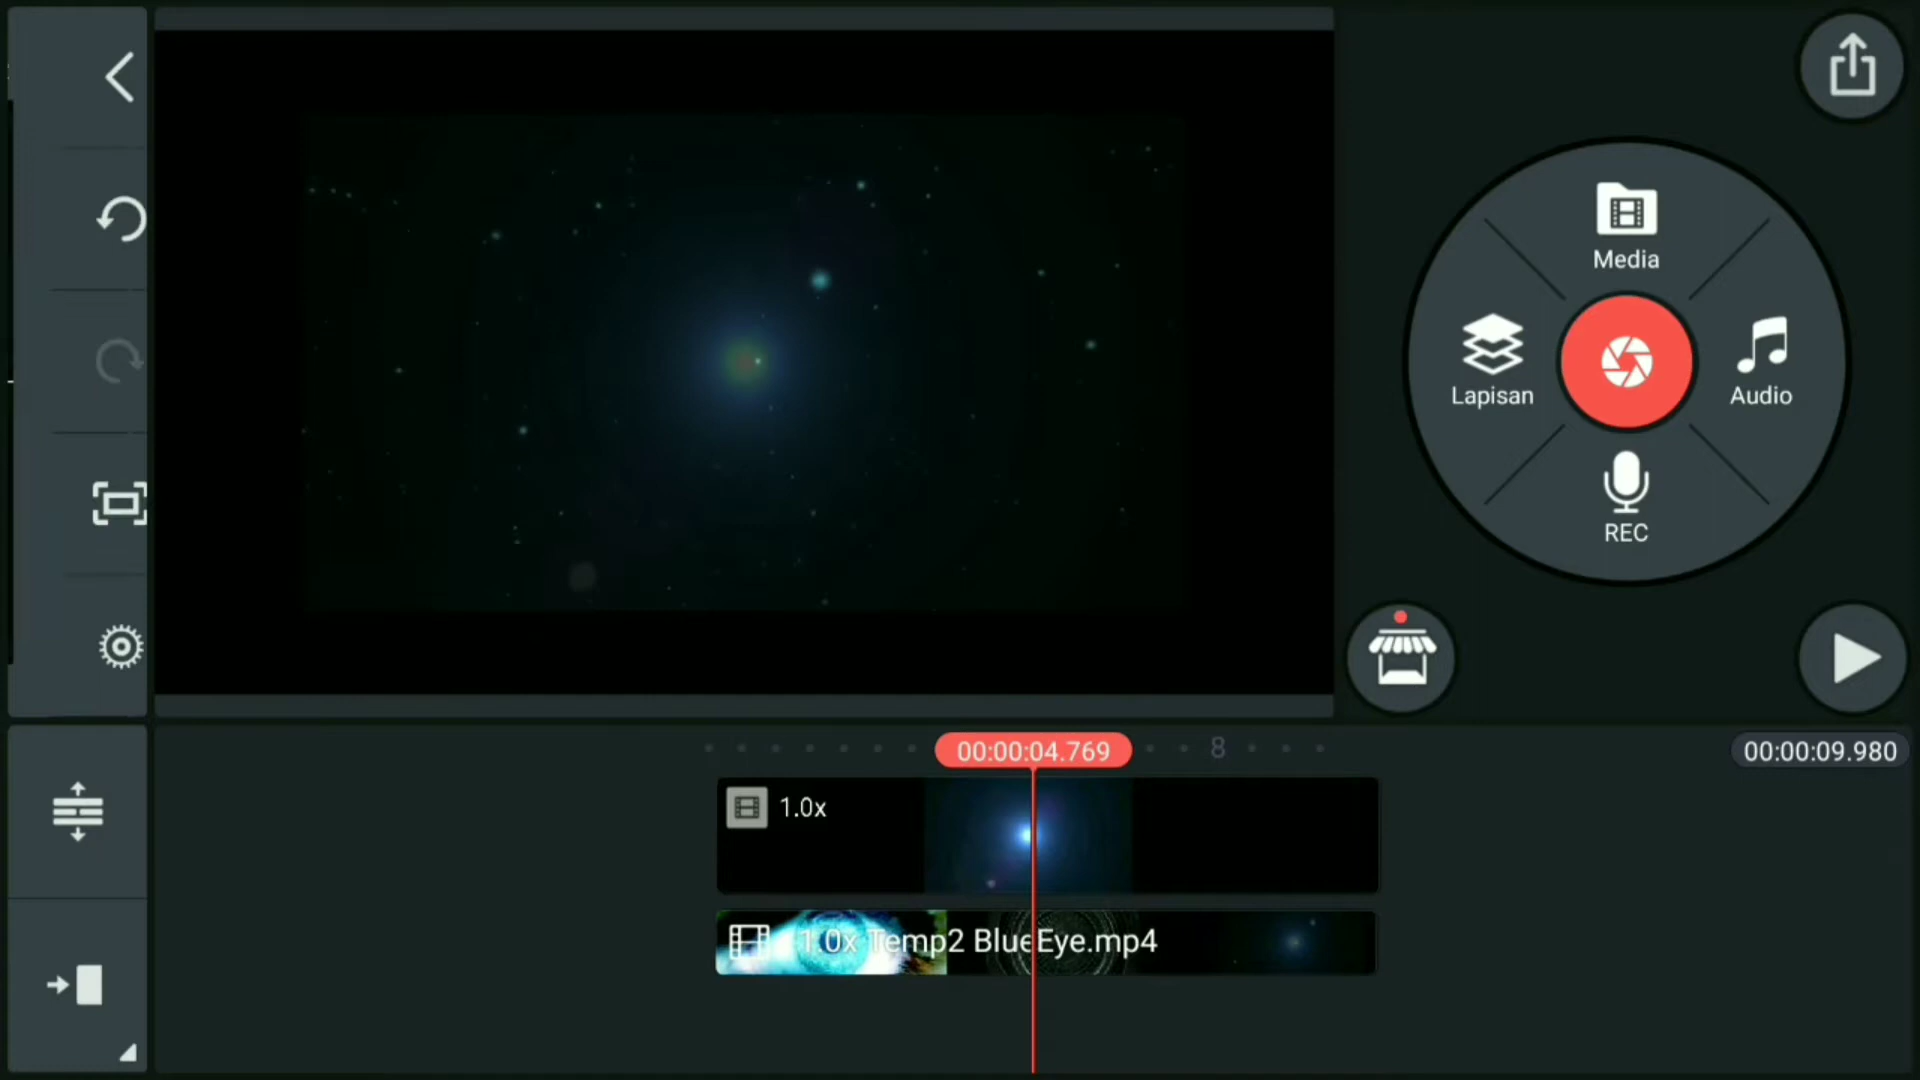 Media
Lapisan
Audio
REC
00:00:04.769
8
00:00:09.980
1.0x
1.0x Temp2 BlueEye.mp4